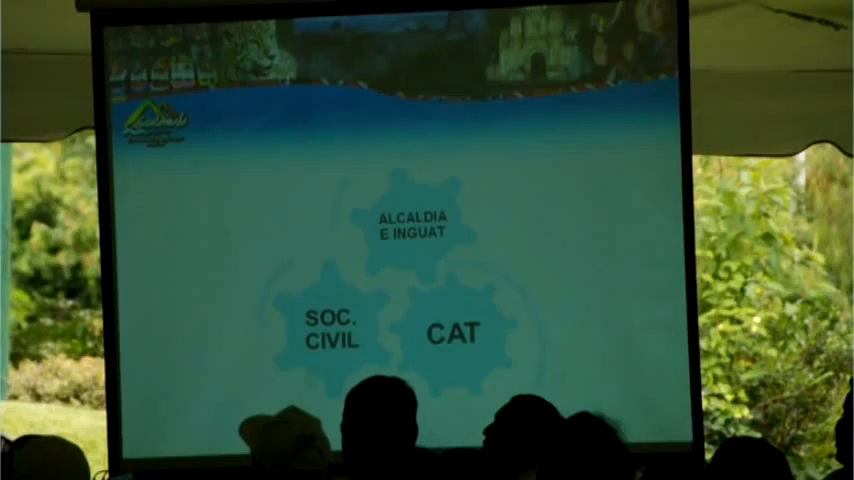 ALCALDIA
E INGUAT
SOC.
CIVIL
CAT